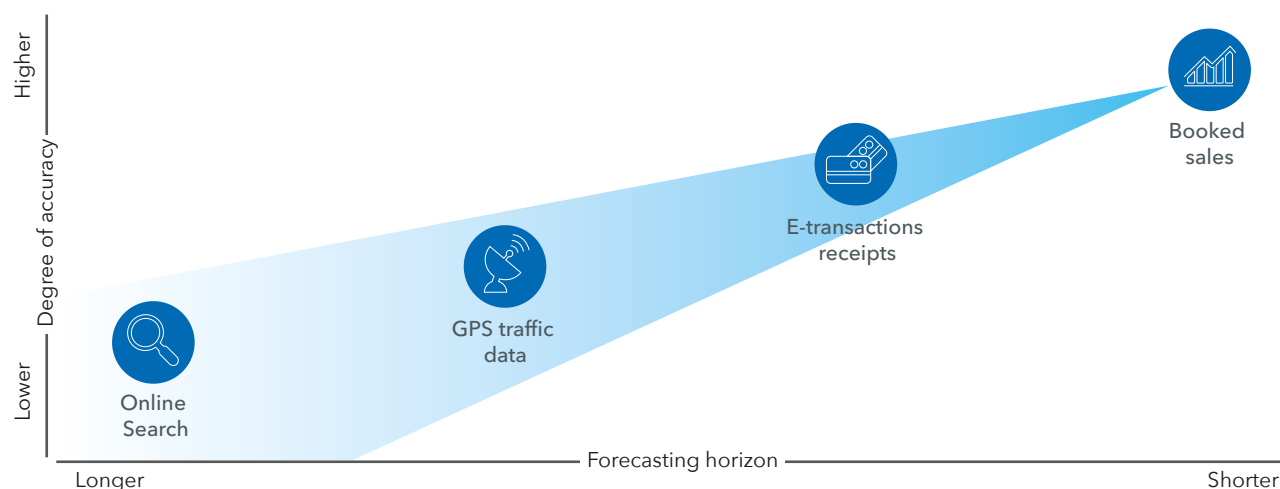 Higher
Degree of accuracy
Lower
Booked
sales
E-transactions
receipts
GPS traffic
data
Online
Search
Forecasting horizon
Longer
Shorter